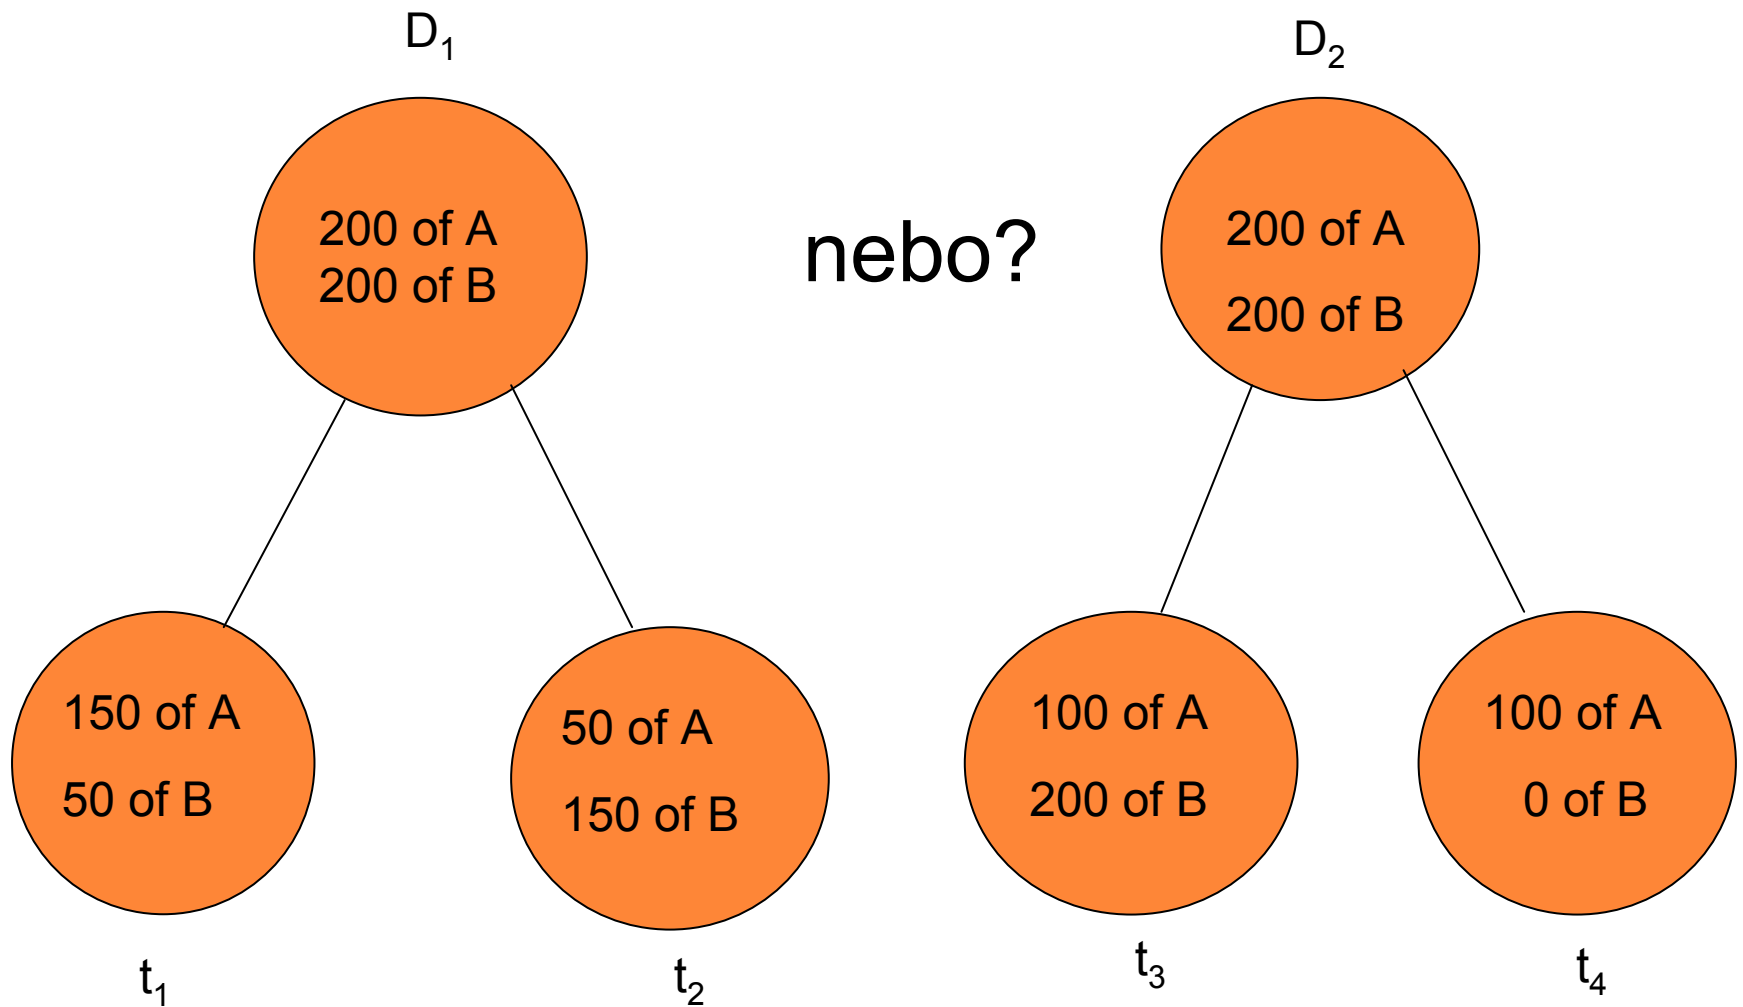 D₁
200 of A
200 of B
150 of A
50 of B
t₁
50 of A
150 of B
t₂
nebo?
D₂
200 of A
200 of B
100 of A
200 of B
t₃
100 of A
0 of B
t₄